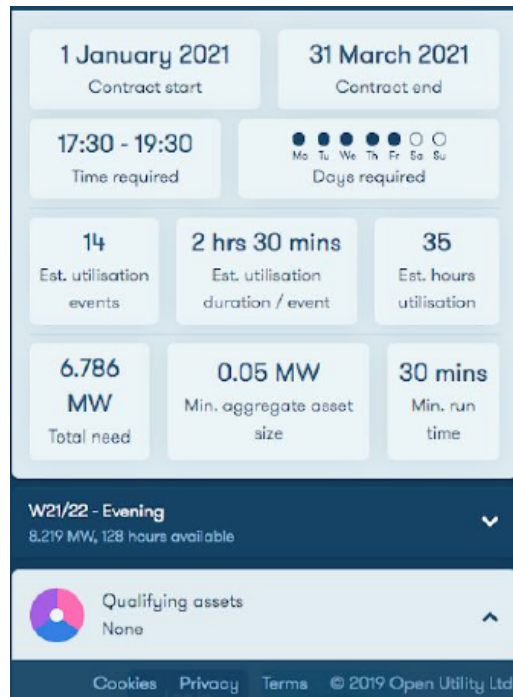 1 January 2021
Contract start
31 March 2021
Contract end
17:30 - 19:30
Time required
Mo Tu We Th Fr Sa Su
Days required
14
Est. utilisation
events
2 hrs 30 mins
Est. utilisation
duration / event
35
Est. hours
utilisation
6.786
MW
Total need
0.05 MW
Min. aggregate asset
size
30 mins
Min. run
time
W21/22 - Evening
8.219 MW, 128 hours available
Qualifying assets
None
Cookies Privacy Terms © 2019 Open Utility Ltd